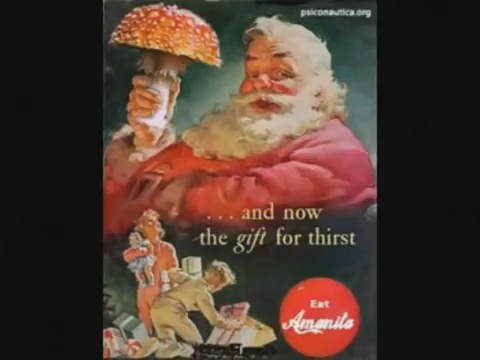 psiconautica.org
... and now
the gift for thirst
Eat
Amanita